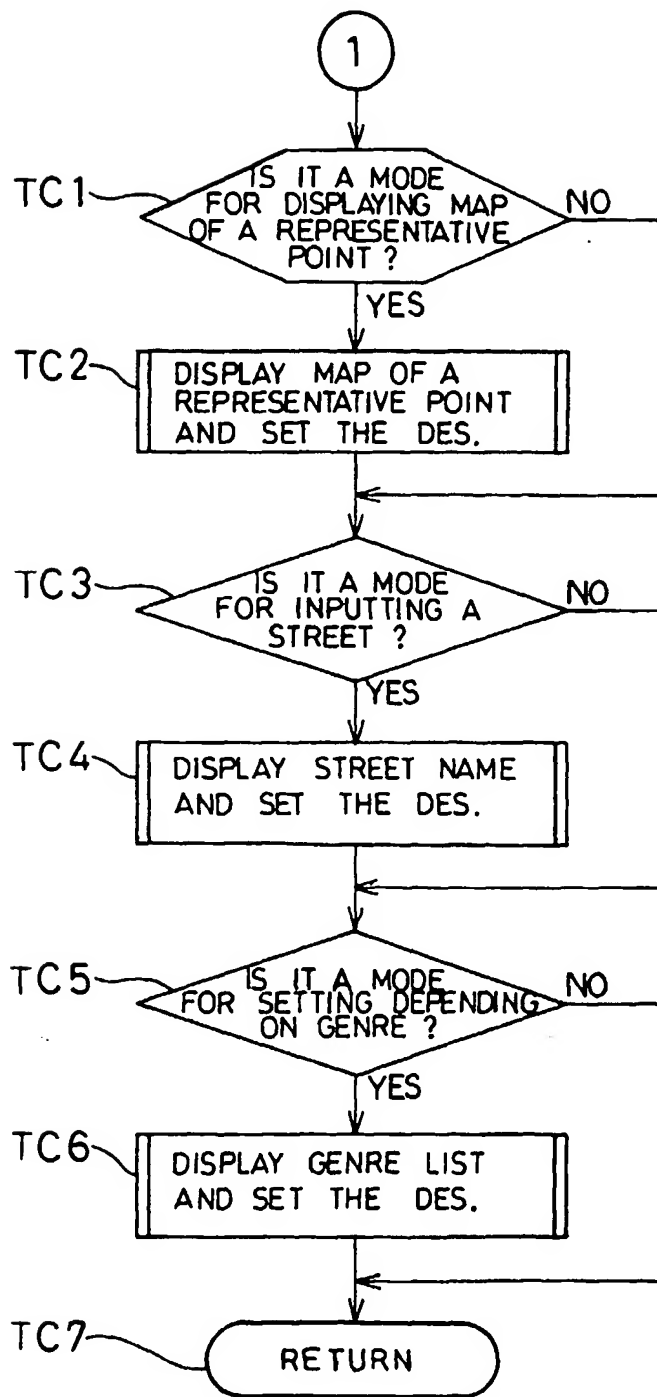 1
TC1
IS IT A MODE
FOR DISPLAYING MAP
OF A REPRESENTATIVE
POINT ?
NO
YES
TC2
DISPLAY MAP OF A
REPRESENTATIVE POINT
AND SET THE DES.
TC3
IS IT A MODE
FOR INPUTTING A
STREET ?
NO
YES
TC4
DISPLAY STREET NAME
AND SET THE DES.
TC5
IS IT A MODE
FOR SETTING DEPENDING
ON GENRE ?
NO
YES
TC6
DISPLAY GENRE LIST
AND SET THE DES.
TC7
RETURN